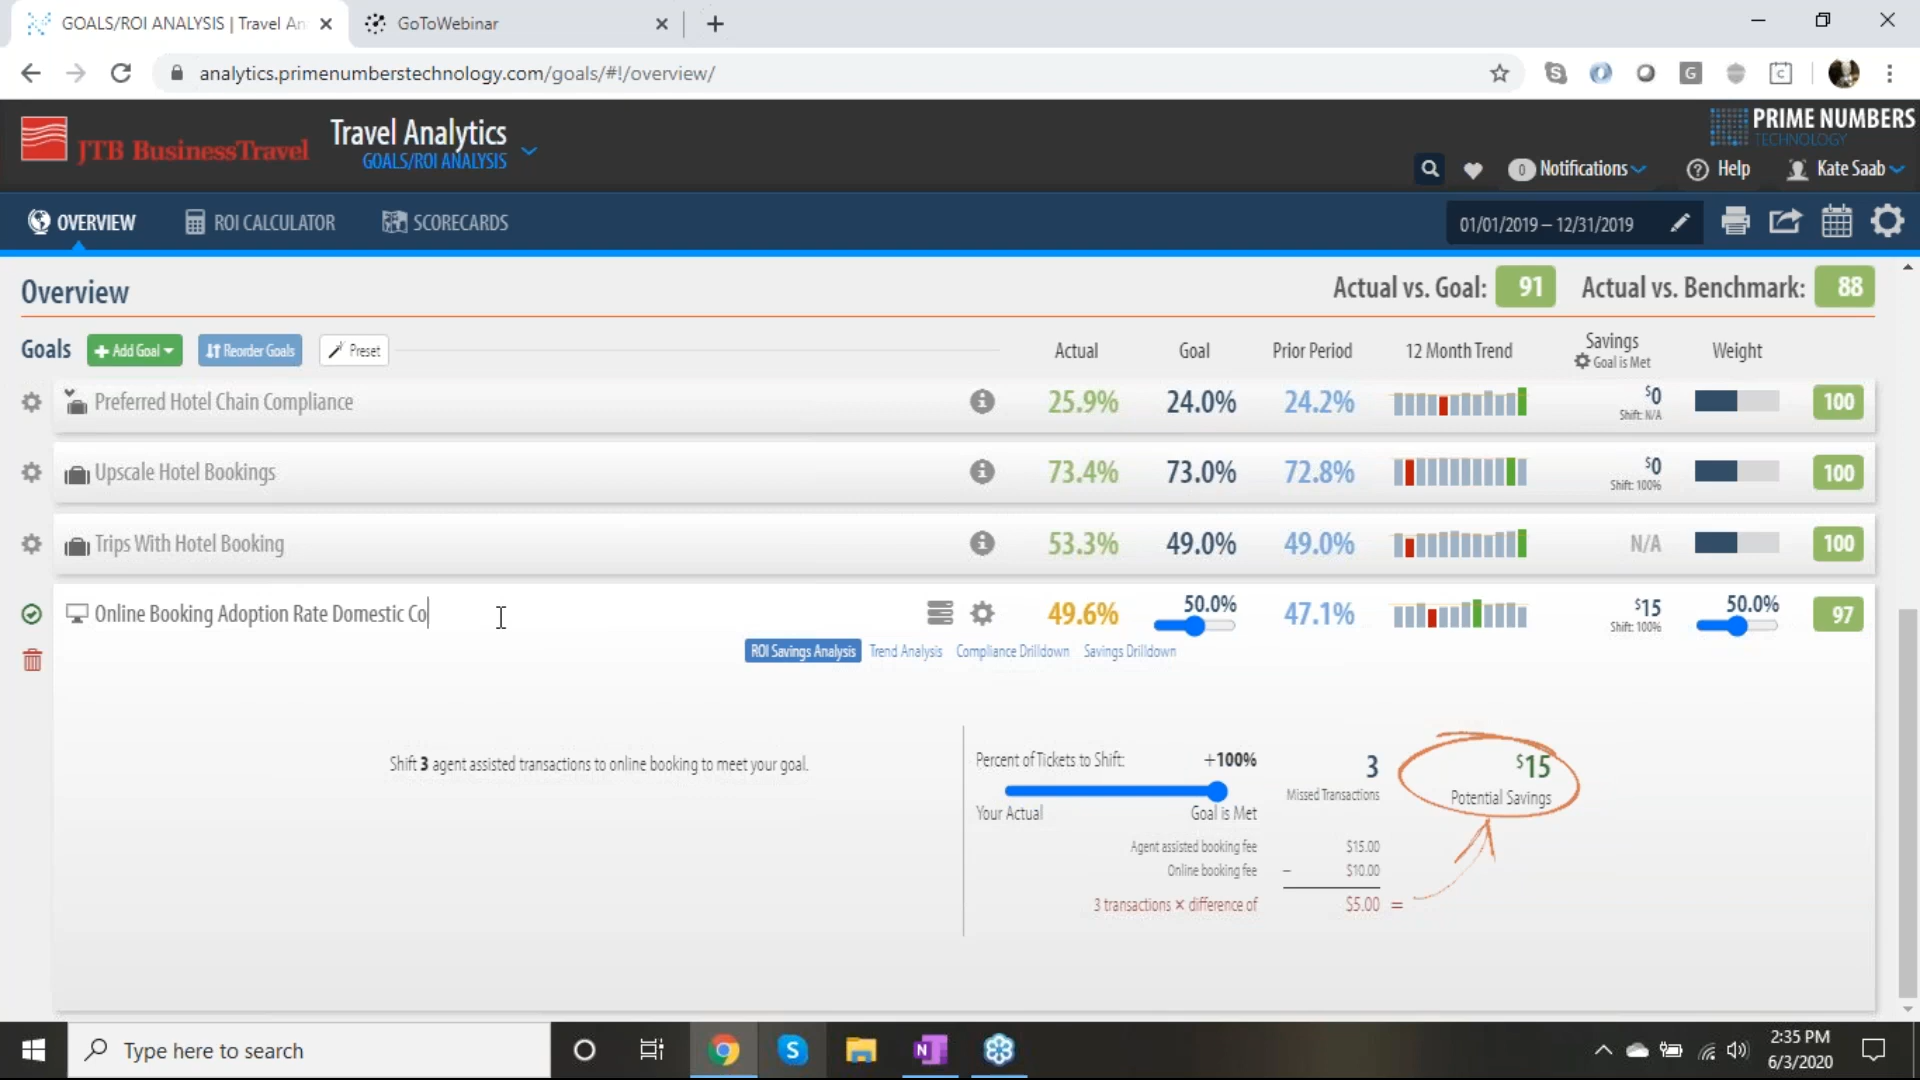 GOALS/ROI ANALYSIS | Travel An
GoToWebinar
analytics.primenumberstechnology.com/goals/#!/overview/
JTB BusinessTravel
Travel Analytics
GOALS/ROI ANALYSIS
PRIME NUMBERS
TECHNOLOGY
0 Notifications
Help
Kate Saab
OVERVIEW
ROI CALCULATOR
SCORECARDS
01/01/2019 – 12/31/2019
Overview
Actual vs. Goal: 91
Actual vs. Benchmark: 88
Goals
Add Goal
Reorder Goals
Preset
Actual
Goal
Prior Period
12 Month Trend
Savings
Goal is Met
Weight
Preferred Hotel Chain Compliance
25.9%
24.0%
24.2%
$0
Shift: N/A
100
Upscale Hotel Bookings
73.4%
73.0%
72.8%
$0
Shift: 100%
100
Trips With Hotel Booking
53.3%
49.0%
49.0%
N/A
100
Online Booking Adoption Rate Domestic Co
49.6%
50.0%
47.1%
$15
Shift: 100%
50.0%
97
ROI Savings Analysis
Trend Analysis
Compliance Drilldown
Savings Drilldown
Shift 3 agent assisted transactions to online booking to meet your goal.
Percent of Tickets to Shift:
+100%
Your Actual
Goal is Met
3
Missed Transactions
$15
Potential Savings
Agent assisted booking fee
$15.00
Online booking fee
– $10.00
3 transactions × difference of
$5.00 =
Type here to search
2:35 PM
6/3/2020